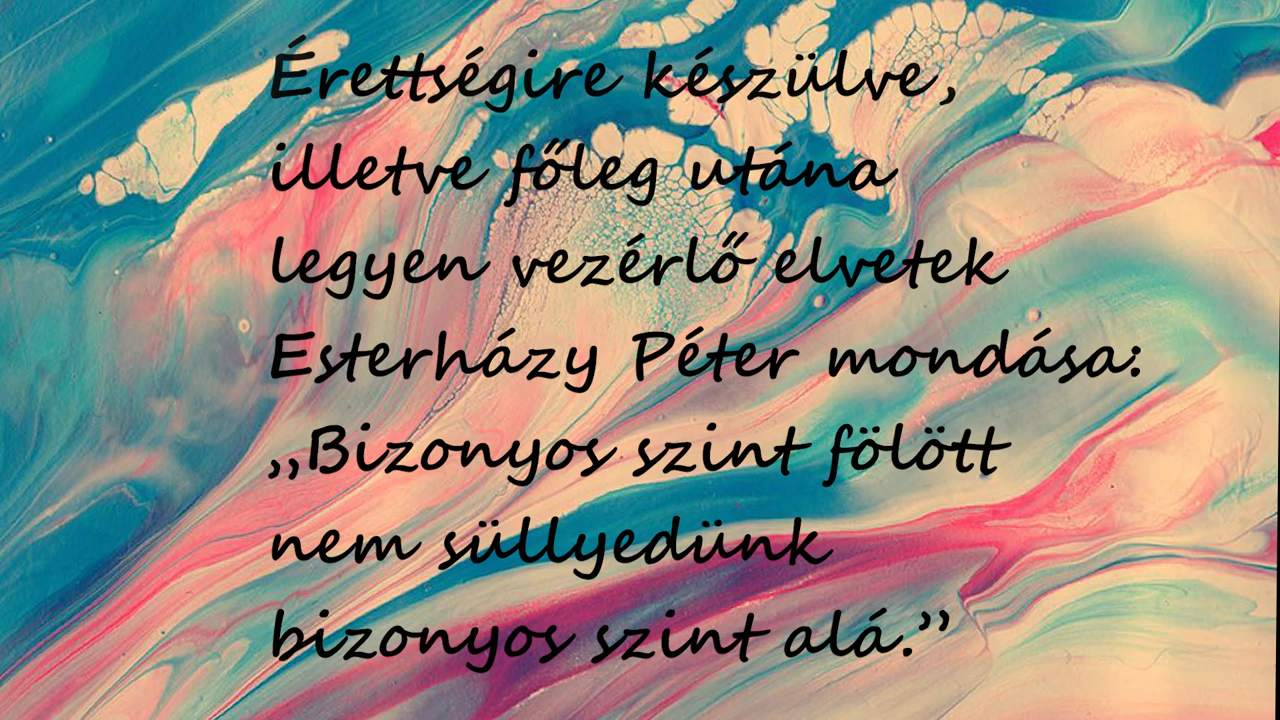 Érettségire készülve,
illetve főleg utána
legyen vezérlő elvetek
Esterházy Péter mondása:
„Bizonyos szint fölött
nem süllyedünk
bizonyos szint alá.”